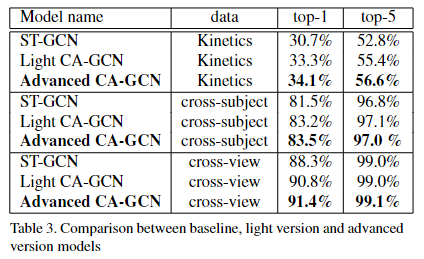 Model name data top-1 top-5
ST-GCN Kinetics 30.7% 52.8%
Light CA-GCN Kinetics 33.3% 55.4%
Advanced CA-GCN Kinetics 34.1% 56.6%
ST-GCN cross-subject 81.5% 96.8%
Light CA-GCN cross-subject 83.2% 97.1%
Advanced CA-GCN cross-subject 83.5% 97.0 %
ST-GCN cross-view 88.3% 99.0%
Light CA-GCN cross-view 90.8% 99.0%
Advanced CA-GCN cross-view 91.4% 99.1%
Table 3. Comparison between baseline, light version and advanced
version models